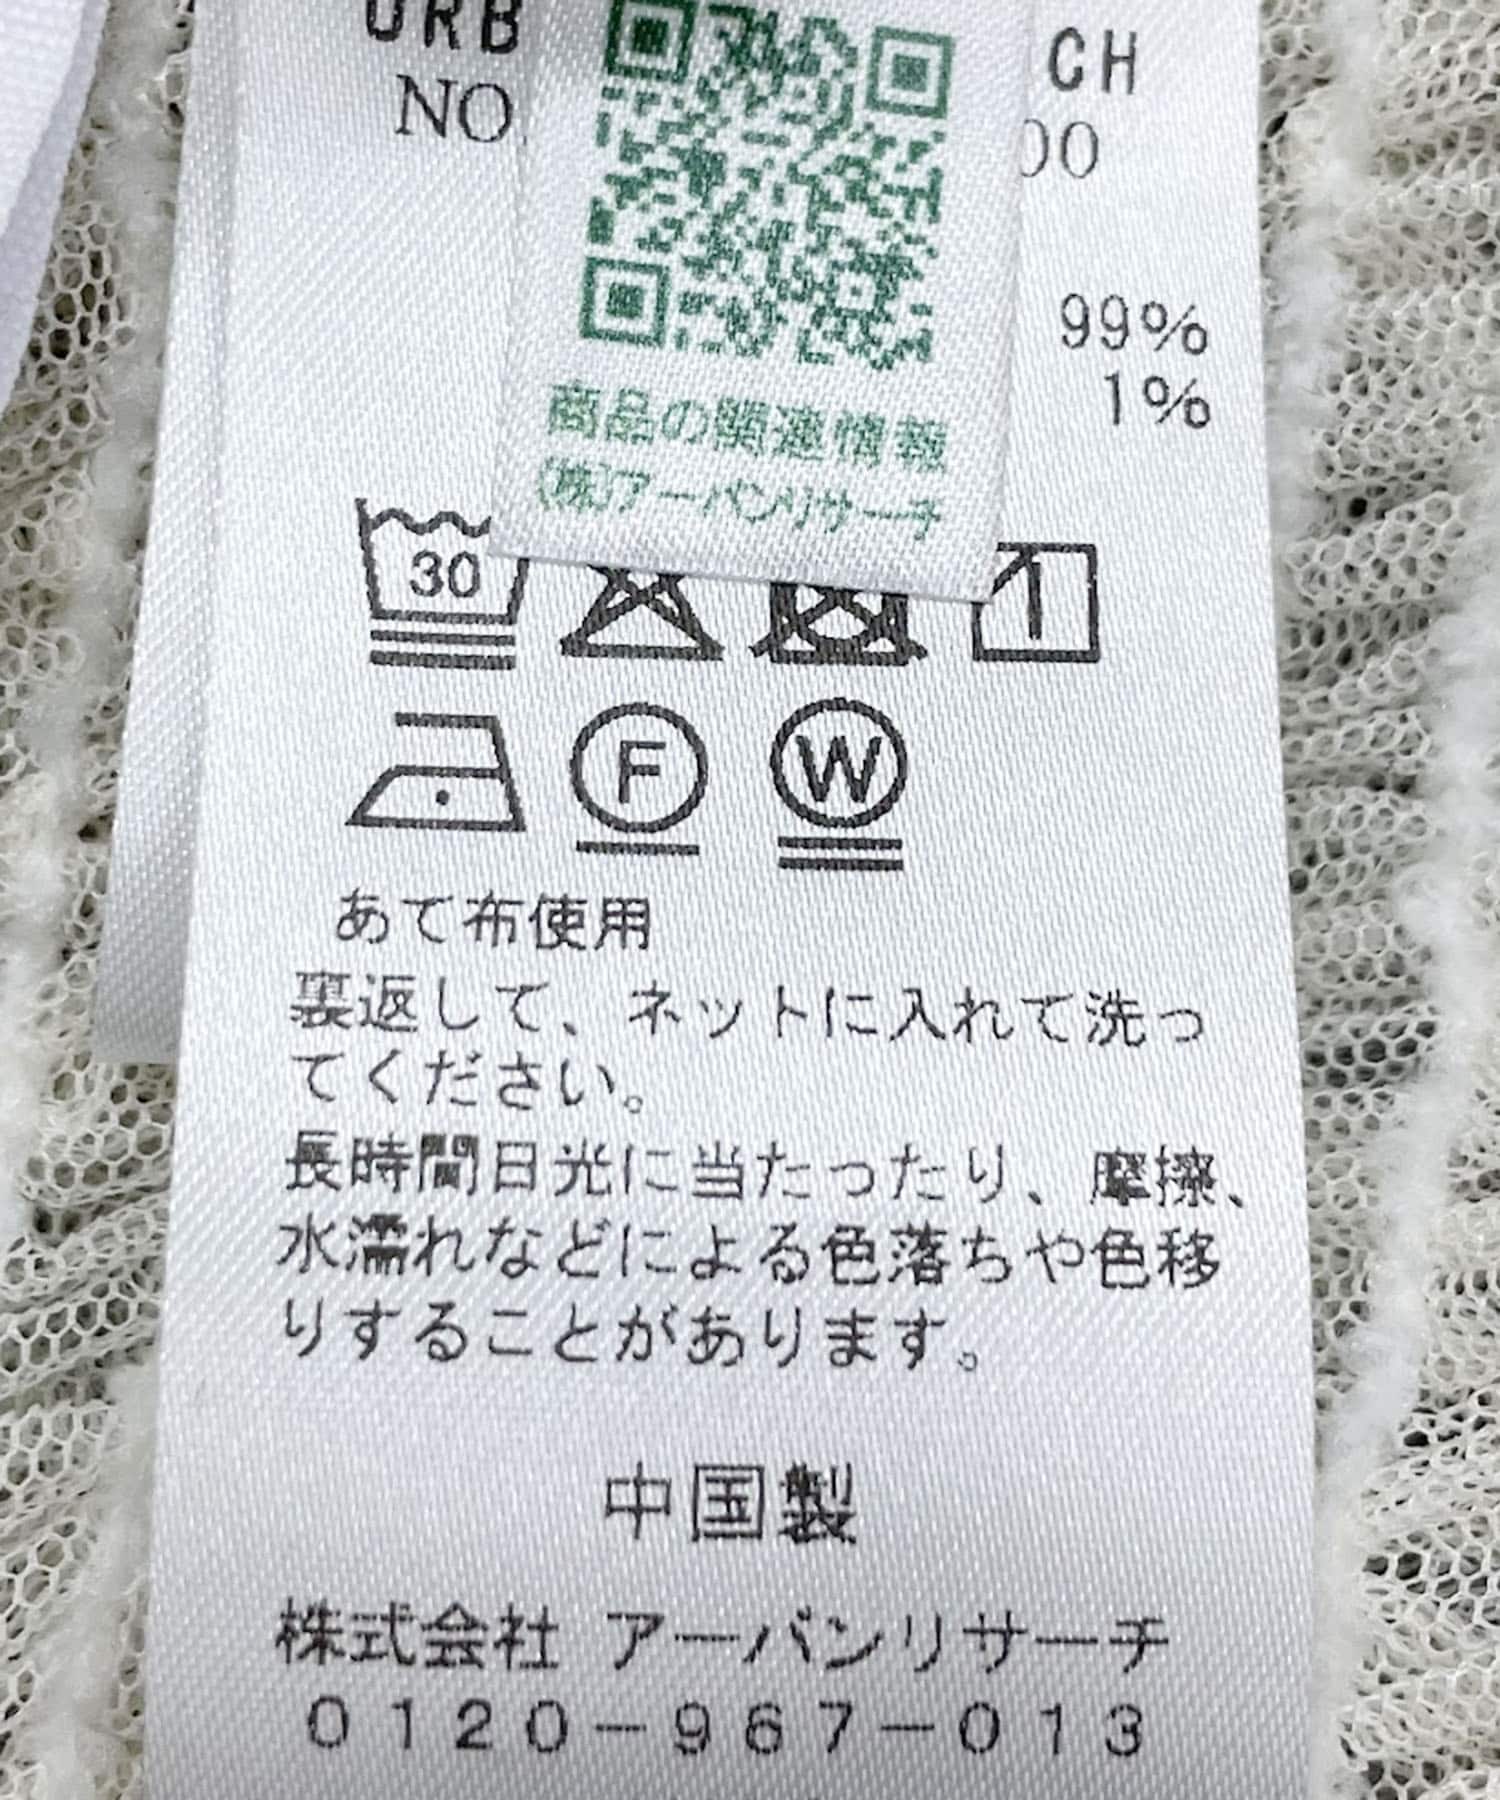 URB
CH
NO.
00
99%
1%
商品の関連情報
(株)アーバンリサーチ
30
F
W
あて布使用
裏返して、ネットに入れて洗っ
てください。
長時間日光に当たったり、摩擦、
水濡れなどによる色落ちや色移
りすることがあります。
中国製
株式会社 アーバンリサーチ
0120-967-013